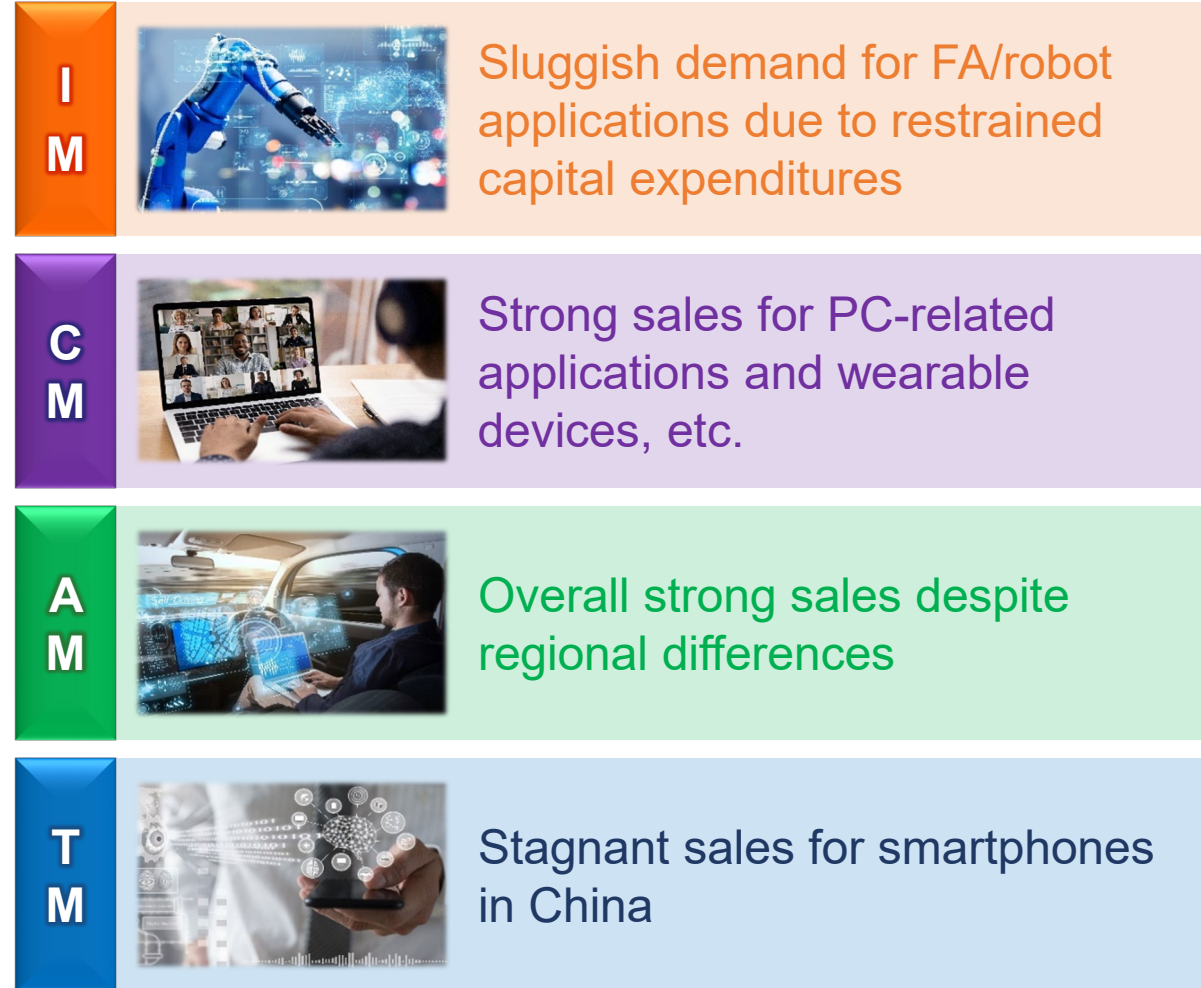 I
M
Sluggish demand for FA/robot
applications due to restrained
capital expenditures
C
M
Strong sales for PC-related
applications and wearable
devices, etc.
A
M
Overall strong sales despite
regional differences
T
M
Stagnant sales for smartphones
in China